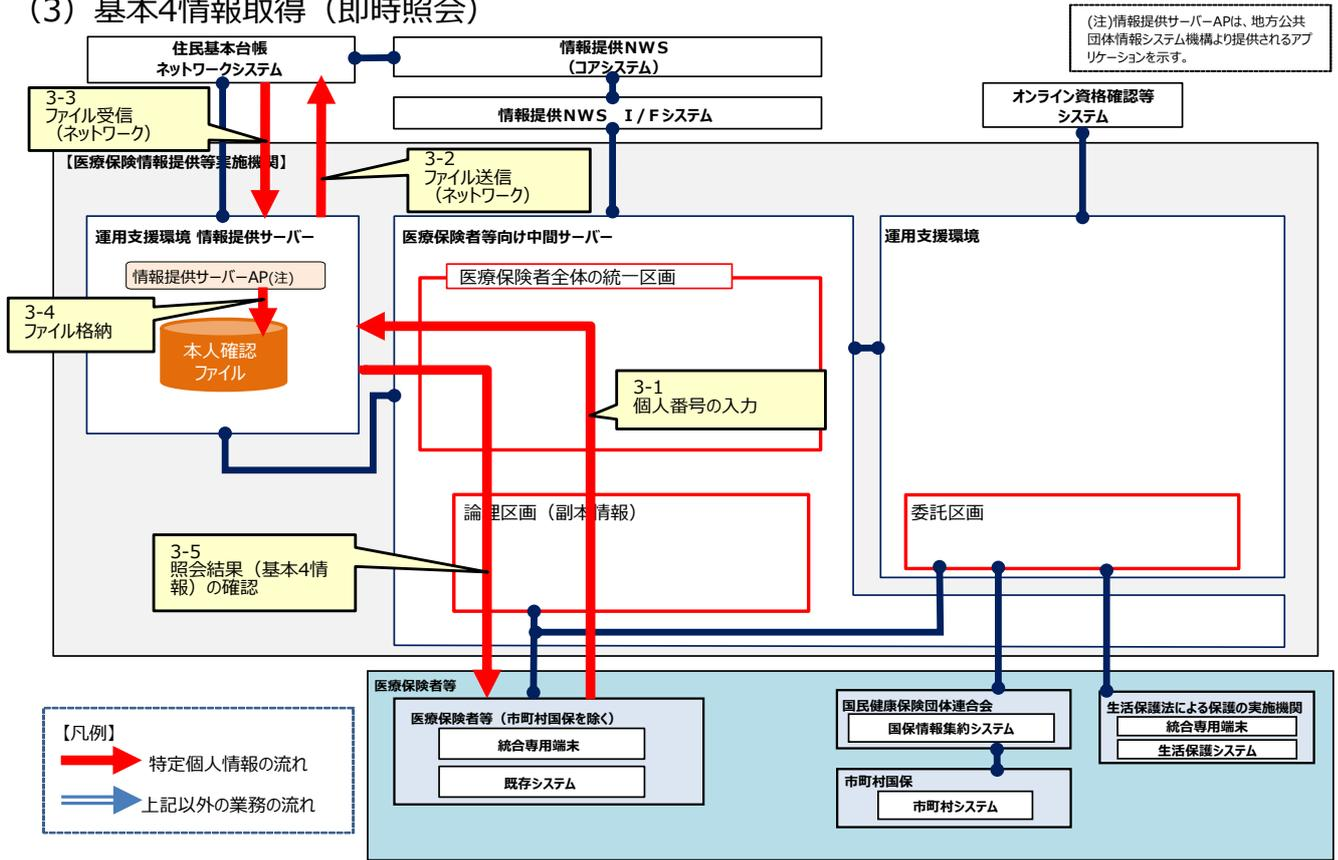 （3）基本4情報取得（即時照会）
(注)情報提供サーバーAPは、地方公共
団体情報システム機構より提供されるアプ
リケーションを示す。
住民基本台帳
ネットワークシステム
情報提供NWS
（コアシステム）
情報提供NWS　I/Fシステム
オンライン資格確認等
システム
3-3
ファイル受信
（ネットワーク）
【医療保険情報提供等実施機関】
3-2
ファイル送信
（ネットワーク）
運用支援環境 情報提供サーバー
医療保険者等向け中間サーバー
運用支援環境
情報提供サーバーAP(注)
医療保険者全体の統一区画
3-4
ファイル格納
本人確認
ファイル
3-1
個人番号の入力
論理区画（副本情報）
委託区画
3-5
照会結果（基本4情
報）の確認
医療保険者等
医療保険者等（市町村国保を除く）
統合専用端末
既存システム
国民健康保険団体連合会
国保情報集約システム
市町村国保
市町村システム
生活保護法による保護の実施機関
統合専用端末
生活保護システム
【凡例】
特定個人情報の流れ
上記以外の業務の流れ